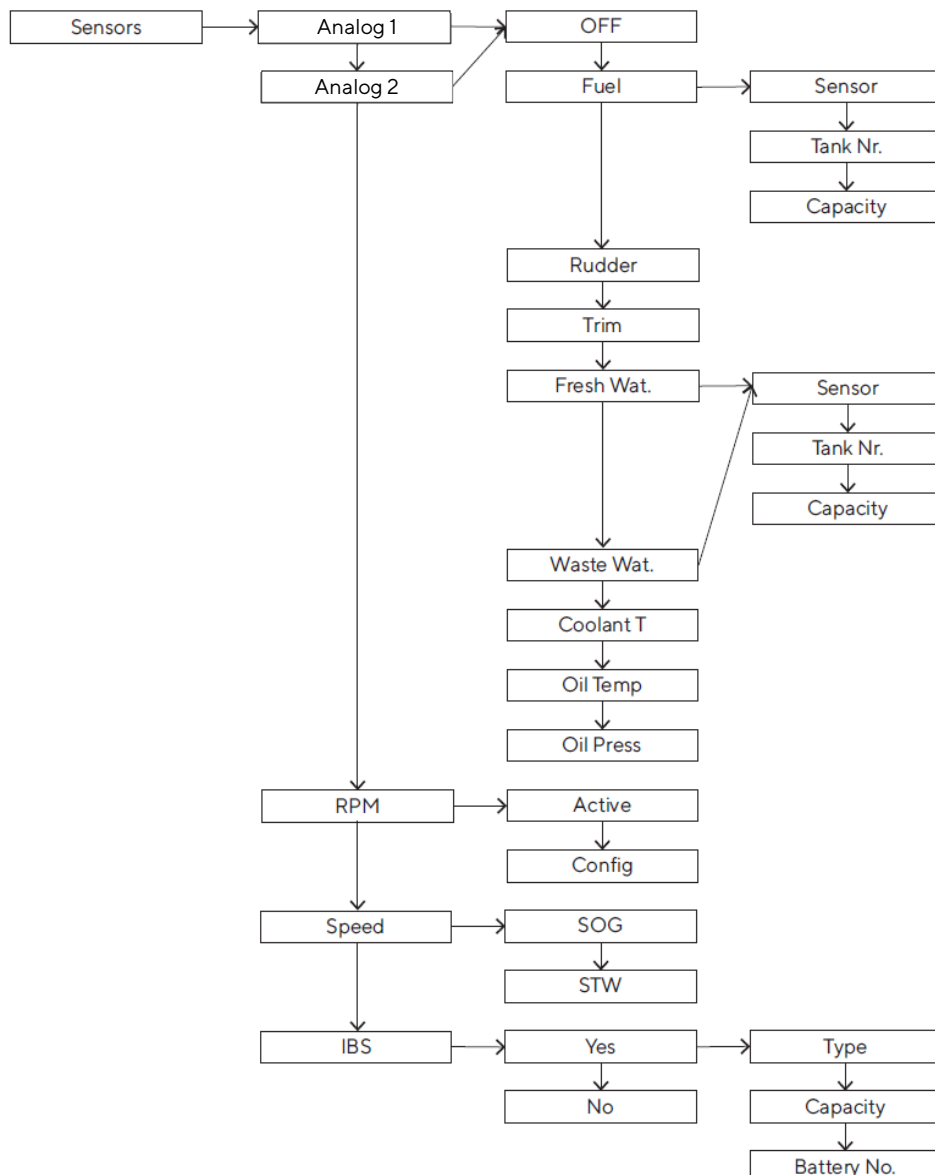 Sensors
Analog 1
OFF
Analog 2
Fuel
Sensor
Tank Nr.
Capacity
Rudder
Trim
Fresh Wat.
Sensor
Tank Nr.
Capacity
Waste Wat.
Coolant T
Oil Temp
Oil Press
RPM
Active
Config
Speed
SOG
STW
IBS
Yes
Type
No
Capacity
Battery No.